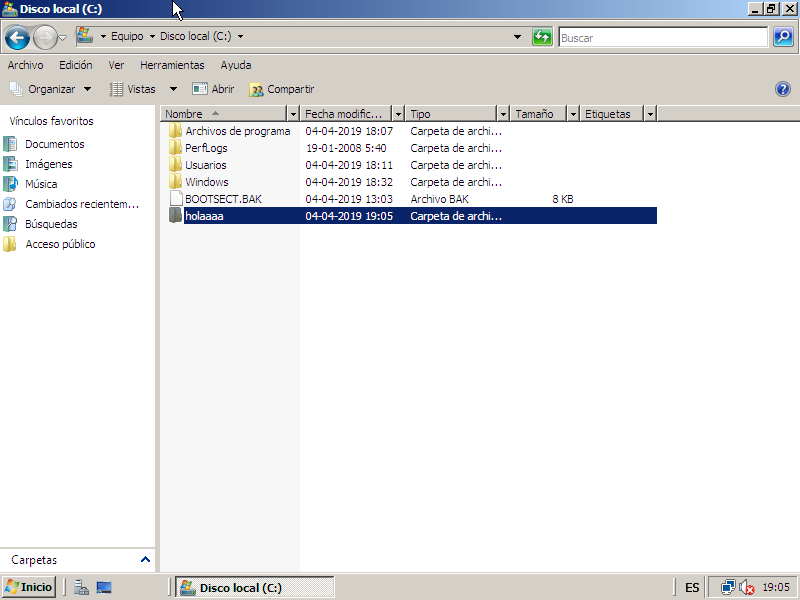 Disco local (C:)
Equipo Disco local (C:)
Buscar
Archivo Edición Ver Herramientas Ayuda
Organizar Vistas Abrir Compartir
Vínculos favoritos
Documentos
Imágenes
Música
Cambiados recientem...
Búsquedas
Acceso público
Carpetas
Nombre Fecha modific... Tipo Tamaño Etiquetas
Archivos de programa 04-04-2019 18:07 Carpeta de archi...
PerfLogs 19-01-2008 5:40 Carpeta de archi...
Usuarios 04-04-2019 18:11 Carpeta de archi...
Windows 04-04-2019 18:32 Carpeta de archi...
BOOTSECT.BAK 04-04-2019 13:03 Archivo BAK 8 KB
holaaaa 04-04-2019 19:05 Carpeta de archi...
Inicio Disco local (C:) ES 19:05